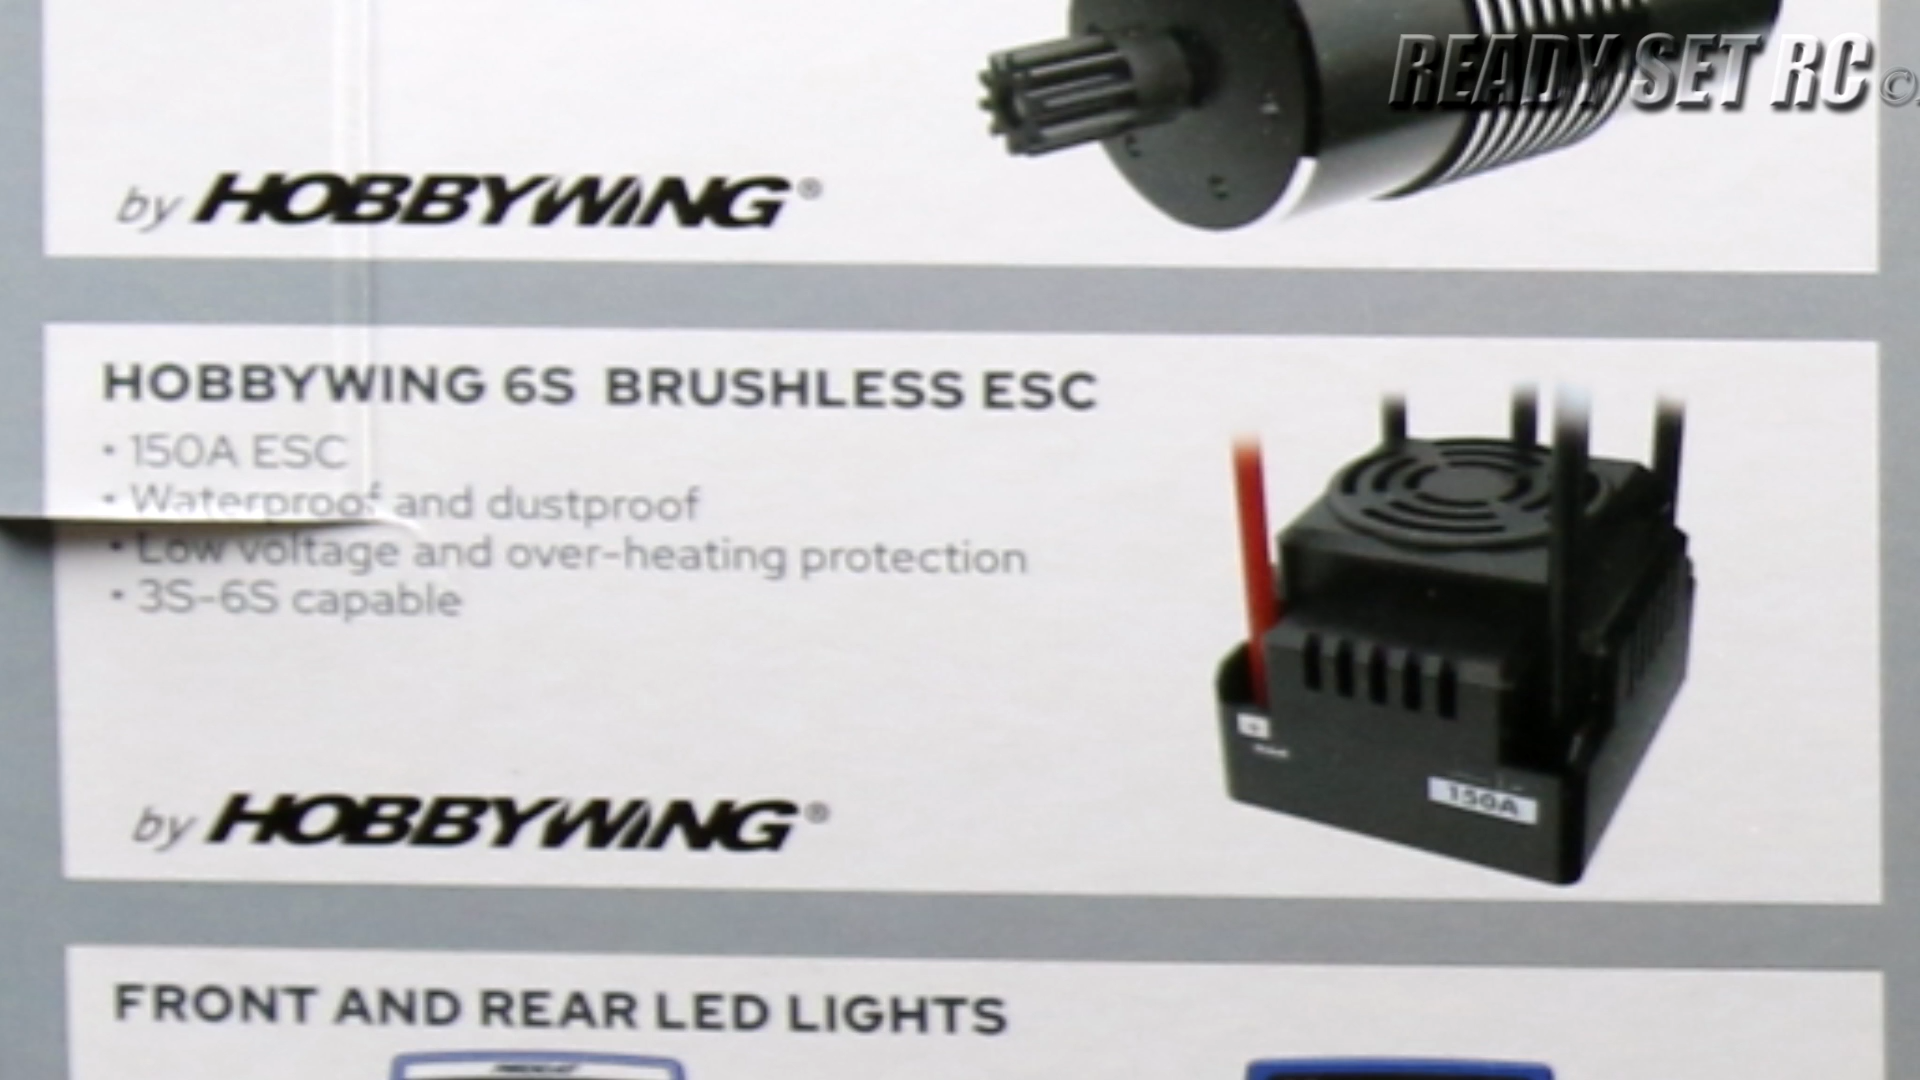 READY SET RC ©
by HOBBYWING®
HOBBYWING 6S BRUSHLESS ESC
• 150A ESC
• Waterproof and dustproof
• Low voltage and over-heating protection
• 3S-6S capable
150A
by HOBBYWING®
FRONT AND REAR LED LIGHTS